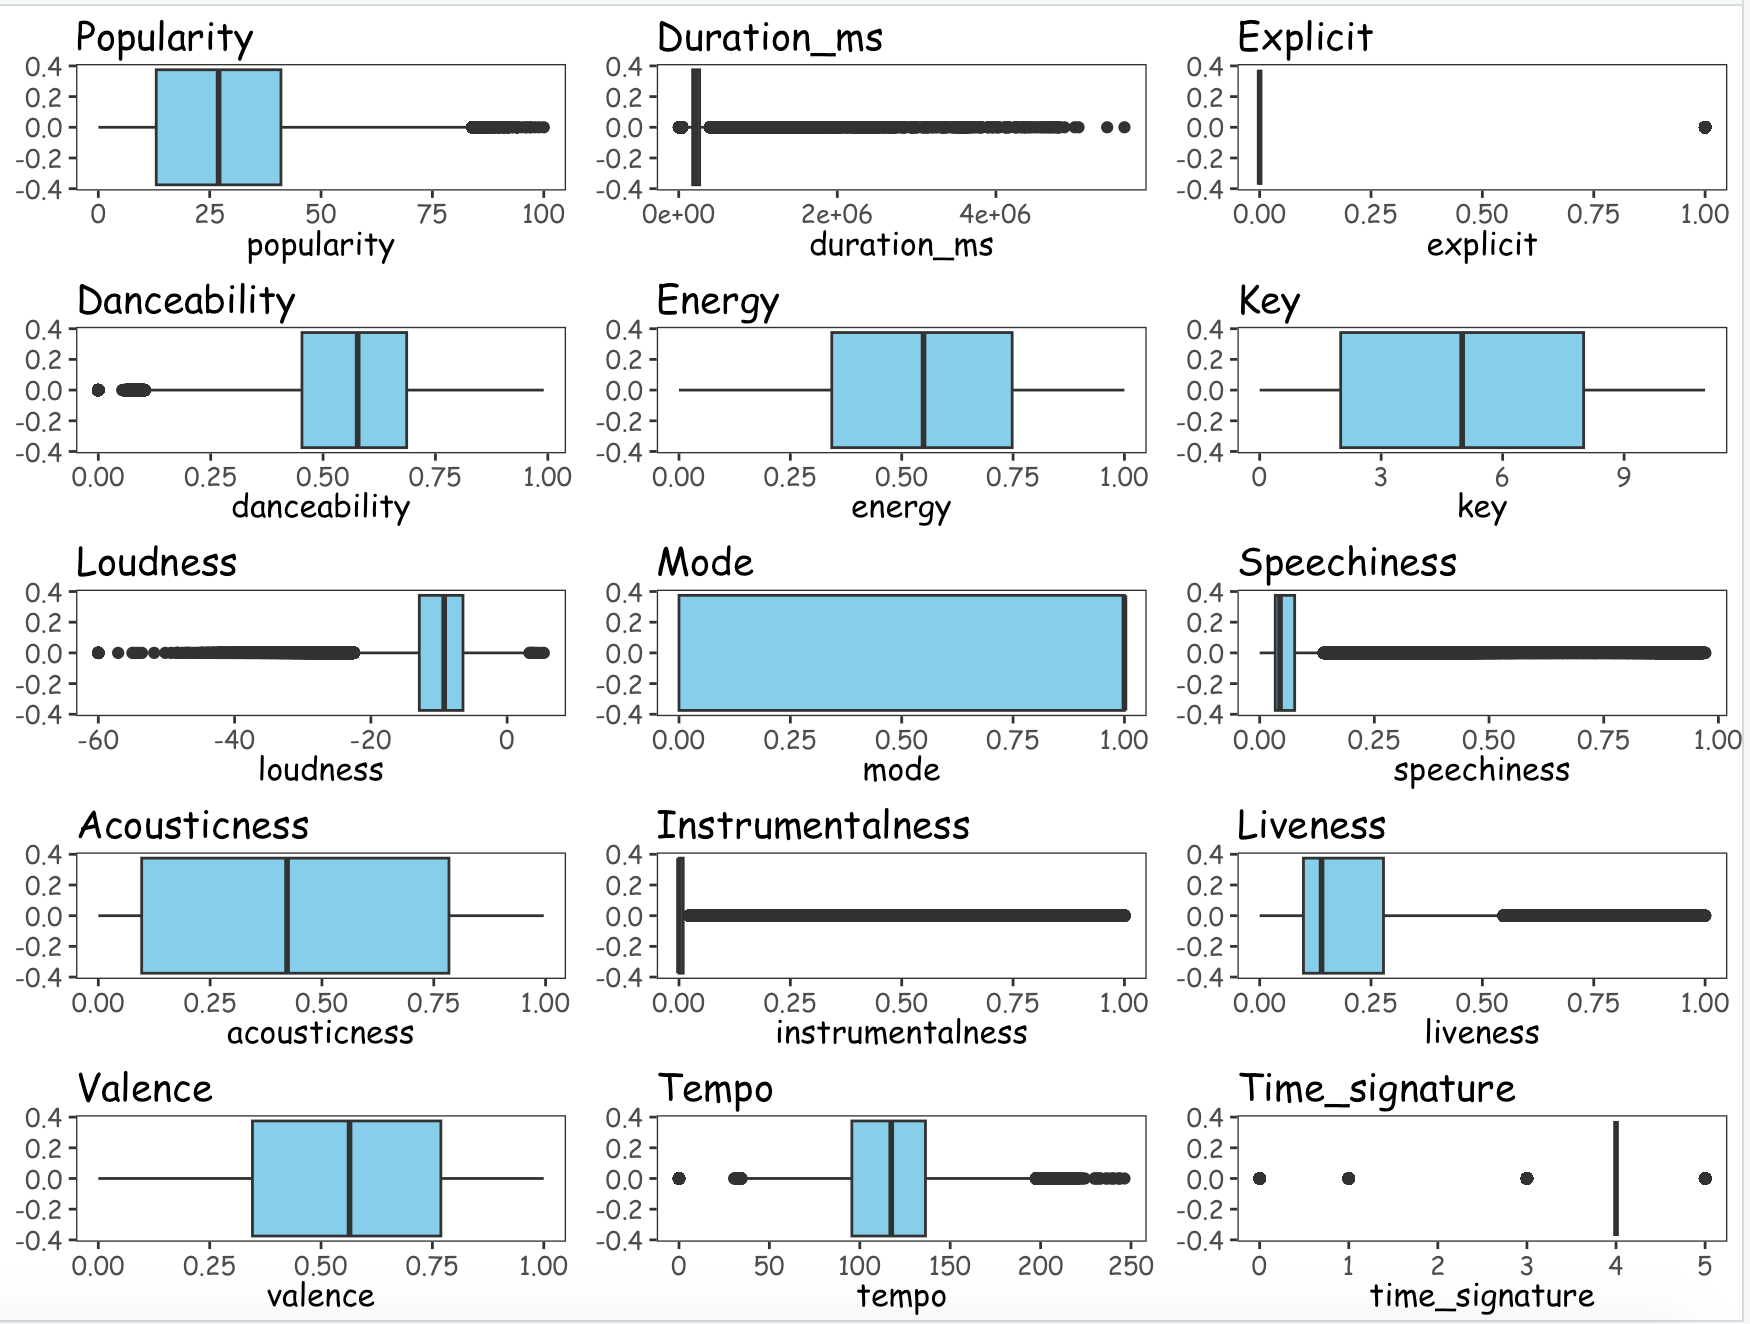 Popularity Duration_ms Explicit
0.4 0.4 0.4
0.2 0.2 0.2
0.0 0.0 0.0
-0.2 -0.2 -0.2
-0.4 -0.4 -0.4
0 25 50 75 100 0e+00 2e+06 4e+06 0.00 0.25 0.50 0.75 1.00
popularity duration_ms explicit
Danceability Energy Key
0.4 0.4 0.4
0.2 0.2 0.2
0.0 0.0 0.0
-0.2 -0.2 -0.2
-0.4 -0.4 -0.4
0.00 0.25 0.50 0.75 1.00 0.00 0.25 0.50 0.75 1.00 0 3 6 9
danceability energy key
Loudness Mode Speechiness
0.4 0.4 0.4
0.2 0.2 0.2
0.0 0.0 0.0
-0.2 -0.2 -0.2
-0.4 -0.4 -0.4
-60 -40 -20 0 0.00 0.25 0.50 0.75 1.00 0.00 0.25 0.50 0.75 1.00
loudness mode speechiness
Acousticness Instrumentalness Liveness
0.4 0.4 0.4
0.2 0.2 0.2
0.0 0.0 0.0
-0.2 -0.2 -0.2
-0.4 -0.4 -0.4
0.00 0.25 0.50 0.75 1.00 0.00 0.25 0.50 0.75 1.00 0.00 0.25 0.50 0.75 1.00
acousticness instrumentalness liveness
Valence Tempo Time_signature
0.4 0.4 0.4
0.2 0.2 0.2
0.0 0.0 0.0
-0.2 -0.2 -0.2
-0.4 -0.4 -0.4
0.00 0.25 0.50 0.75 1.00 0 50 100 150 200 250 0 1 2 3 4 5
valence tempo time_signature